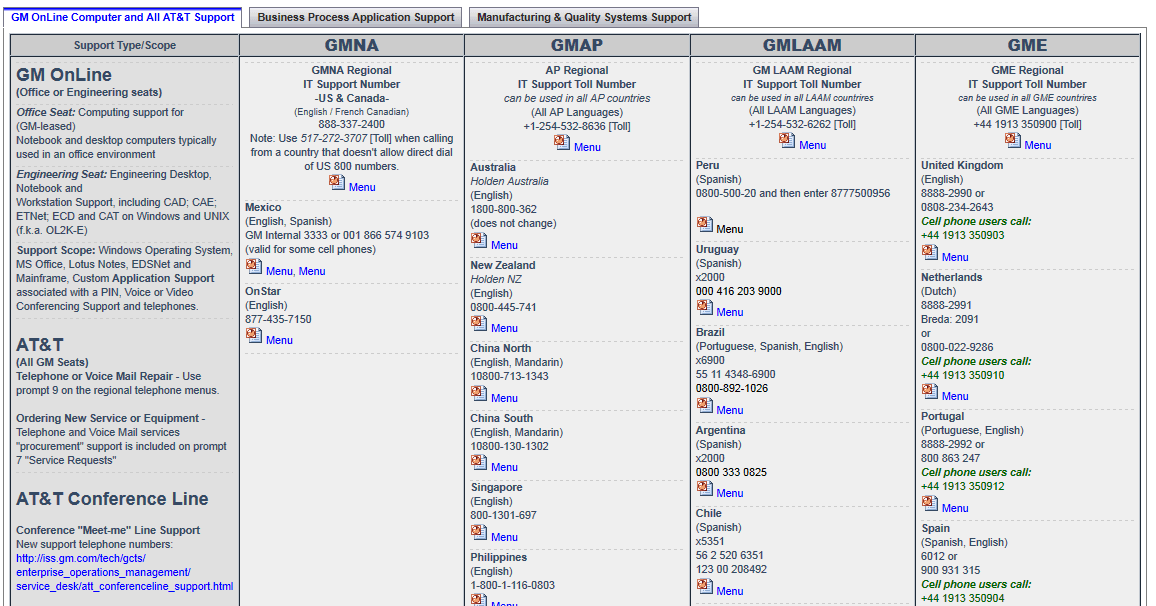 GM OnLine Computer and All AT&T Support
Business Process Application Support
Manufacturing & Quality Systems Support
Support Type/Scope
GM OnLine
(Office or Engineering seats)
Office Seat: Computing support for
(GM-leased)
Notebook and desktop computers typically
used in an office environment
Engineering Seat: Engineering Desktop,
Notebook and
Workstation Support, including CAD; CAE;
ETNet; ECD and CAT on Windows and UNIX
(f.k.a. OL2K-E)
Support Scope: Windows Operating System,
MS Office, Lotus Notes, EDSNet and
Mainframe, Custom Application Support
associated with a PIN, Voice or Video
Conferencing Support and telephones.
AT&T
(All GM Seats)
Telephone or Voice Mail Repair - Use
prompt 9 on the regional telephone menus.
Ordering New Service or Equipment -
Telephone and Voice Mail services
"procurement" support is included on prompt
7 "Service Requests"
AT&T Conference Line
Conference "Meet-me" Line Support
New support telephone numbers:
http://iss.gm.com/tech/gcts/
enterprise_operations_management/
service_desk/att_conferenceline_support.html
GMNA
GMNA Regional
IT Support Number
-US & Canada-
(English / French Canadian)
888-337-2400
Note: Use 517-272-3707 [Toll] when calling
from a country that doesn't allow direct dial
of US 800 numbers.
Menu
Mexico
(English, Spanish)
GM Internal 3333 or 001 866 574 9103
(valid for some cell phones)
Menu, Menu
OnStar
(English)
877-435-7150
Menu
GMAP
AP Regional
IT Support Toll Number
can be used in all AP countries
(All AP Languages)
+1-254-532-8636 [Toll]
Menu
Australia
Holden Australia
(English)
1800-800-362
(does not change)
Menu
New Zealand
Holden NZ
(English)
0800-445-741
Menu
China North
(English, Mandarin)
10800-713-1343
Menu
China South
(English, Mandarin)
10800-130-1302
Menu
Singapore
(English)
800-1301-697
Menu
Philippines
(English)
1-800-1-116-0803
Menu
GMLAAM
GM LAAM Regional
IT Support Toll Number
can be used in all LAAM countrires
(All LAAM Languages)
+1-254-532-6262 [Toll]
Menu
Peru
(Spanish)
0800-500-20 and then enter 8777500956
Menu
Uruguay
(Spanish)
x2000
000 416 203 9000
Menu
Brazil
(Portuguese, Spanish, English)
x6900
55 11 4348-6900
0800-892-1026
Menu
Argentina
(Spanish)
x2000
0800 333 0825
Menu
Chile
(Spanish)
x5351
56 2 520 6351
123 00 208492
Menu
GME
GME Regional
IT Support Toll Number
can be used in all GME countrires
(All GME Languages)
+44 1913 350900 [Toll]
Menu
United Kingdom
(English)
8888-2990 or
0808-234-2643
Cell phone users call:
+44 1913 350903
Menu
Netherlands
(Dutch)
8888-2991
Breda: 2091
or
0800-022-9286
Cell phone users call:
+44 1913 350910
Menu
Portugal
(Portuguese, English)
8888-2992 or
800 863 247
Cell phone users call:
+44 1913 350912
Menu
Spain
(Spanish, English)
6012 or
900 931 315
Cell phone users call:
+44 1913 350904